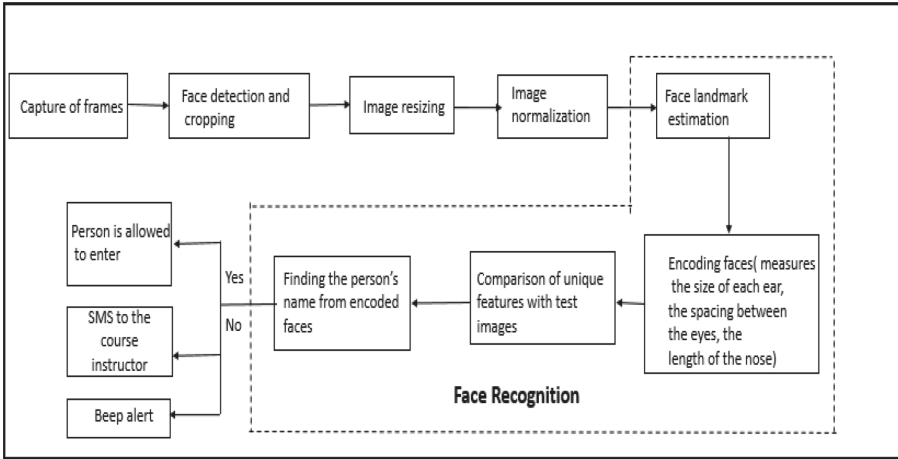 Capture of frames
Face detection and
cropping
Image resizing
Image
normalization
Face landmark
estimation
Encoding faces( measures
the size of each ear,
the spacing between
the eyes, the
length of the nose)
Comparison of unique
features with test
images
Finding the person's
name from encoded
faces
Yes
No
Person is allowed
to enter
SMS to the
course
instructor
Beep alert
Face Recognition